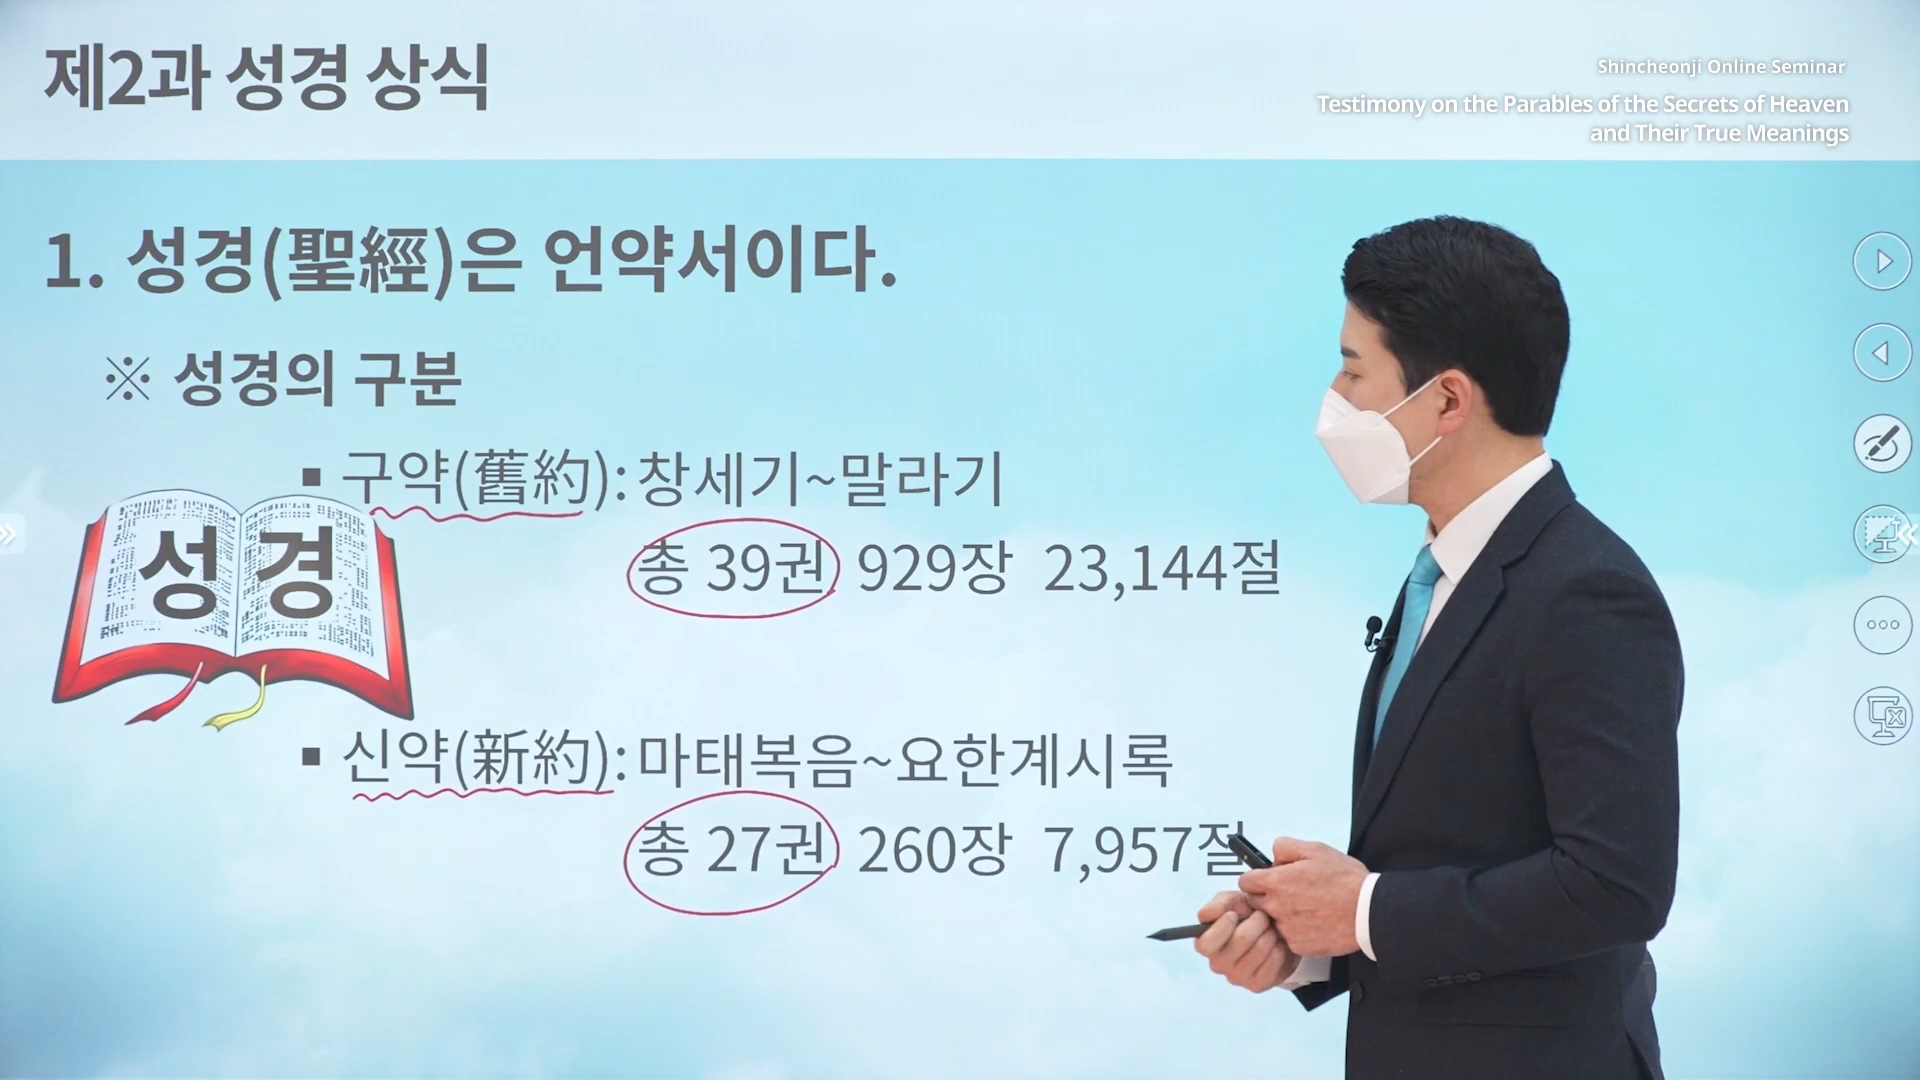 제2과 성경 상식
Shincheonji Online Seminar
Testimony on the Parables of the Secrets of Heaven
and Their True Meanings
1. 성경(聖經)은 언약서이다.
※ 성경의 구분
▪ 구약(舊約): 창세기~말라기
총 39권 929장 23,144절
성경
▪ 신약(新約): 마태복음~요한계시록
총 27권 260장 7,957절